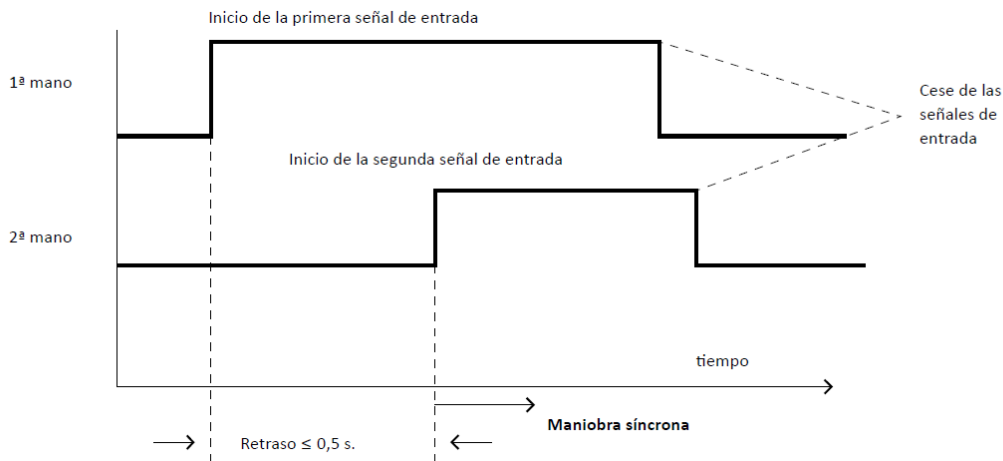 Inicio de la primera señal de entrada
1ª mano
Cese de las
señales de
entrada
Inicio de la segunda señal de entrada
2ª mano
tiempo
Maniobra síncrona
Retraso ≤ 0,5 s.